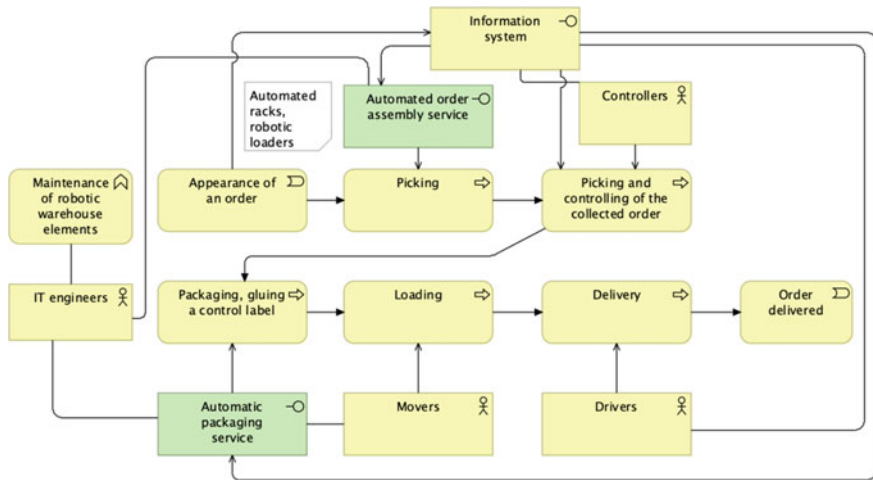 Information
system
Automated
racks,
robotic
loaders
Automated order
assembly service
Controllers
Maintenance
of robotic
warehouse
elements
Appearance of
an order
Picking
Picking and
controlling of the
collected order
IT engineers
Packaging, gluing
a control label
Loading
Delivery
Order
delivered
Automatic
packaging
service
Movers
Drivers